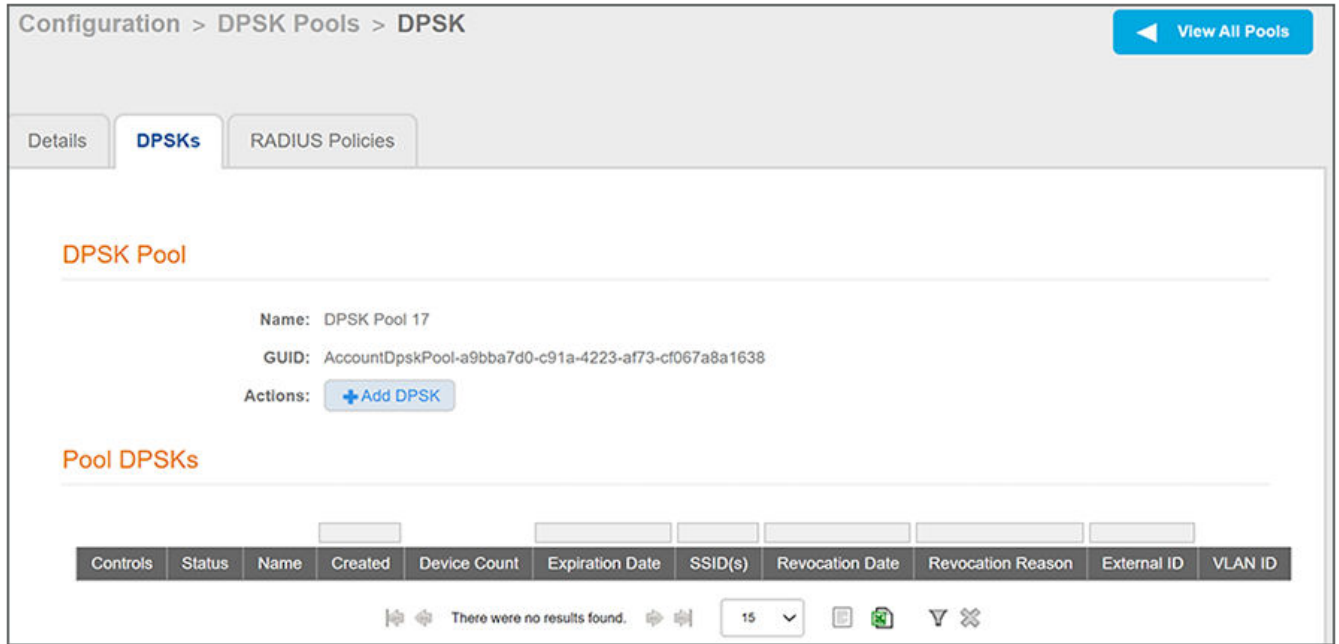 Configuration > DPSK Pools > DPSK
View All Pools
Details DPSKs RADIUS Policies
DPSK Pool
Name: DPSK Pool 17
GUID: AccountDpskPool-a9bba7d0-c91a-4223-af73-cf067a8a1638
Actions: Add DPSK
Pool DPSKs
Controls Status Name Created Device Count Expiration Date SSID(s) Revocation Date Revocation Reason External ID VLAN ID
There were no results found. 15